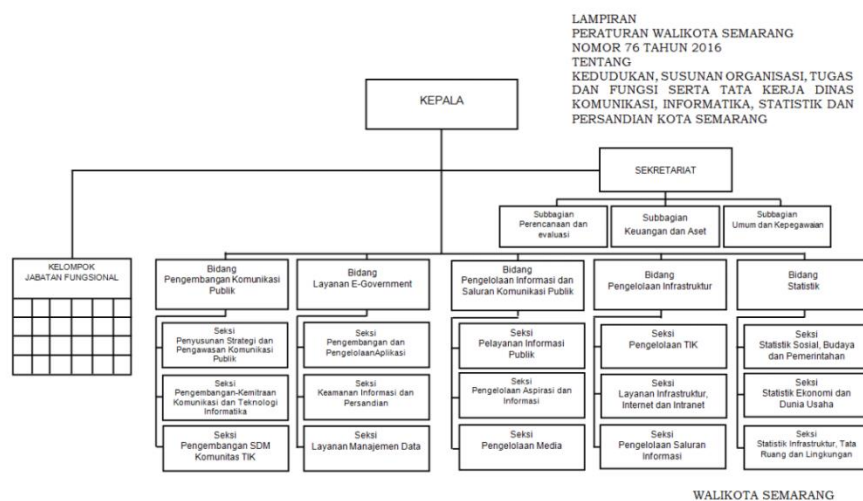 LAMPIRAN
PERATURAN WALIKOTA SEMARANG
NOMOR 76 TAHUN 2016
TENTANG
KEDUDUKAN, SUSUNAN ORGANISASI, TUGAS
DAN FUNGSI SERTA TATA KERJA DINAS
KOMUNIKASI, INFORMATIKA, STATISTIK DAN
PERSANDIAN KOTA SEMARANG
KEPALA
SEKRETARIAT
Subbagian
Perencanaan dan
evaluasi
Subbagian
Keuangan dan Aset
Subbagian
Umum dan Kepegawaian
KELOMPOK
JABATAN FUNGSIONAL
Bidang
Pengembangan Komunikasi
Publik
Seksi
Penyusunan Strategi dan
Pengawasan Komunikasi
Publik
Seksi
Pengembangan-Kemitraan
Komunikasi dan Teknologi
Informatika
Seksi
Pengembangan SDM
Komunitas TIK
Bidang
Layanan E-Government
Seksi
Pengembangan dan
PengelolaanAplikasi
Seksi
Keamanan Informasi dan
Persandian
Seksi
Layanan Manajemen Data
Bidang
Pengelolaan Informasi dan
Saluran Komunikasi Publik
Seksi
Pelayanan Informasi
Publik
Seksi
Pengelolaan Aspirasi dan
Informasi
Seksi
Pengelolaan Media
Bidang
Pengelolaan Infrastruktur
Seksi
Pengelolaan TIK
Seksi
Layanan Infrastruktur,
Internet dan Intranet
Seksi
Pengelolaan Saluran
Informasi
Bidang
Statistik
Seksi
Statistik Sosial, Budaya
dan Pemerintahan
Seksi
Statistik Ekonomi dan
Dunia Usaha
Seksi
Statistik Infrastruktur, Tata
Ruang dan Lingkungan
WALIKOTA SEMARANG